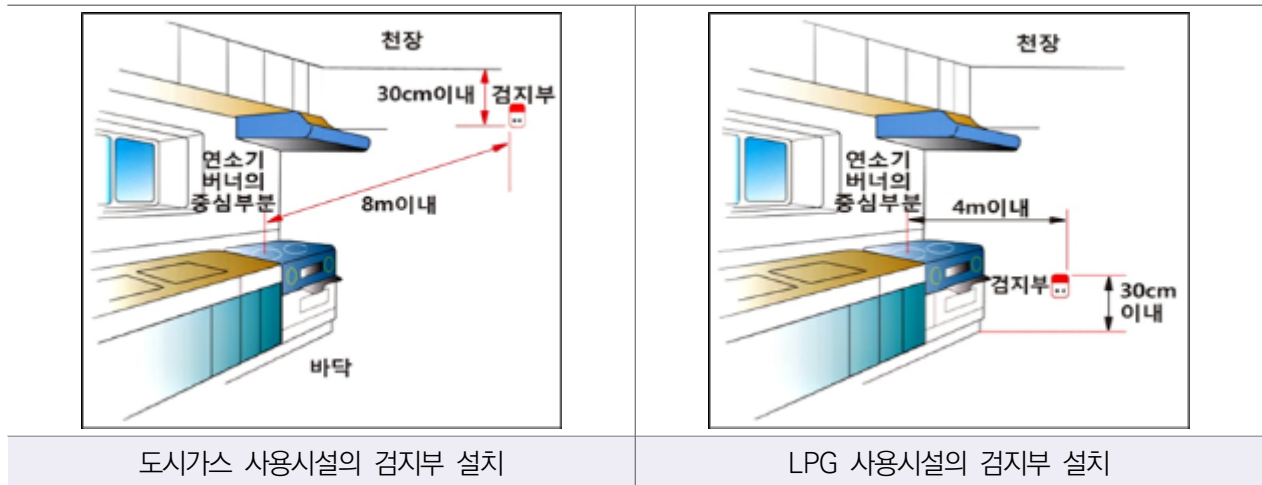 천장
30cm이내 검지부
연소기
버너의
중심부분
8m이내
바닥
천장
연소기
버너의
중심부분
4m이내
검지부
30cm
이내
도시가스 사용시설의 검지부 설치
LPG 사용시설의 검지부 설치